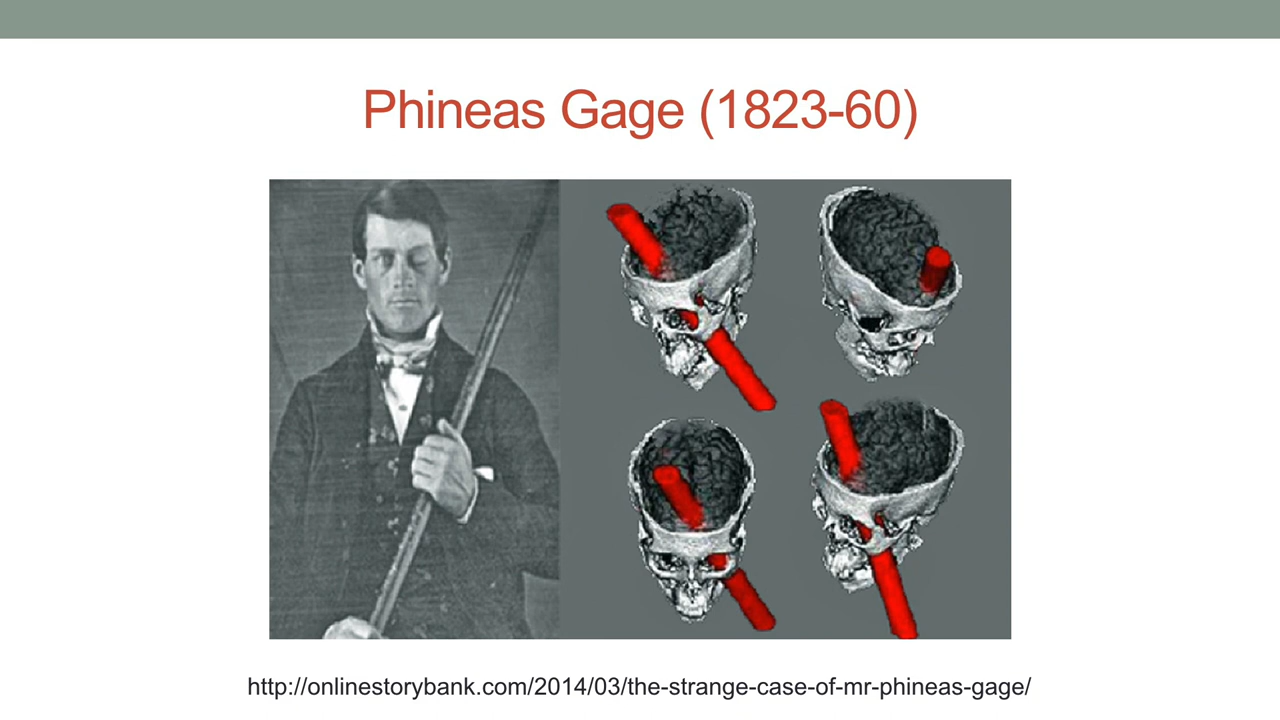 Phineas Gage (1823-60)
http://onlinestorybank.com/2014/03/the-strange-case-of-mr-phineas-gage/